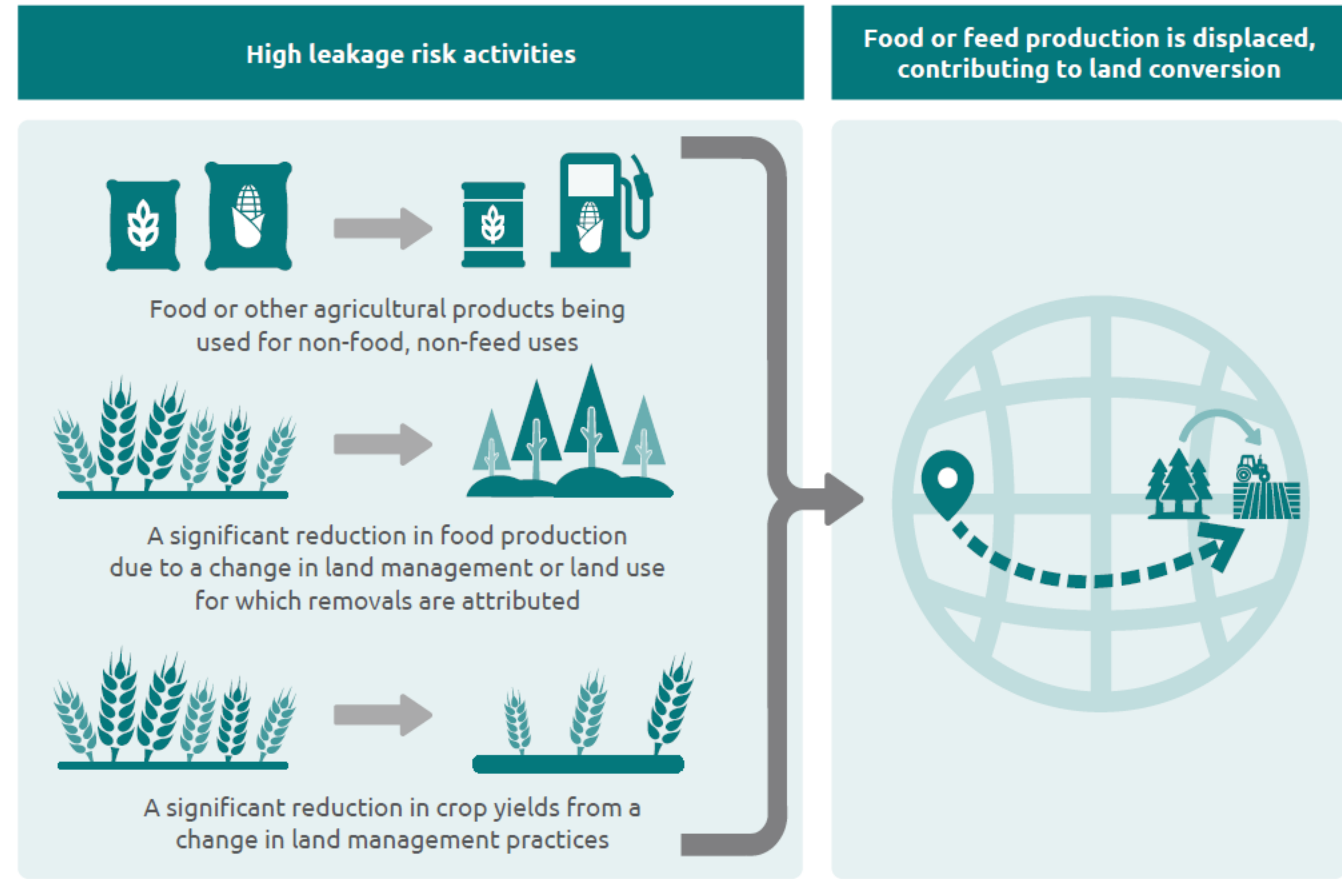 High leakage risk activities
Food or feed production is displaced,
contributing to land conversion
Food or other agricultural products being
used for non-food, non-feed uses
A significant reduction in food production
due to a change in land management or land use
for which removals are attributed
A significant reduction in crop yields from a
change in land management practices